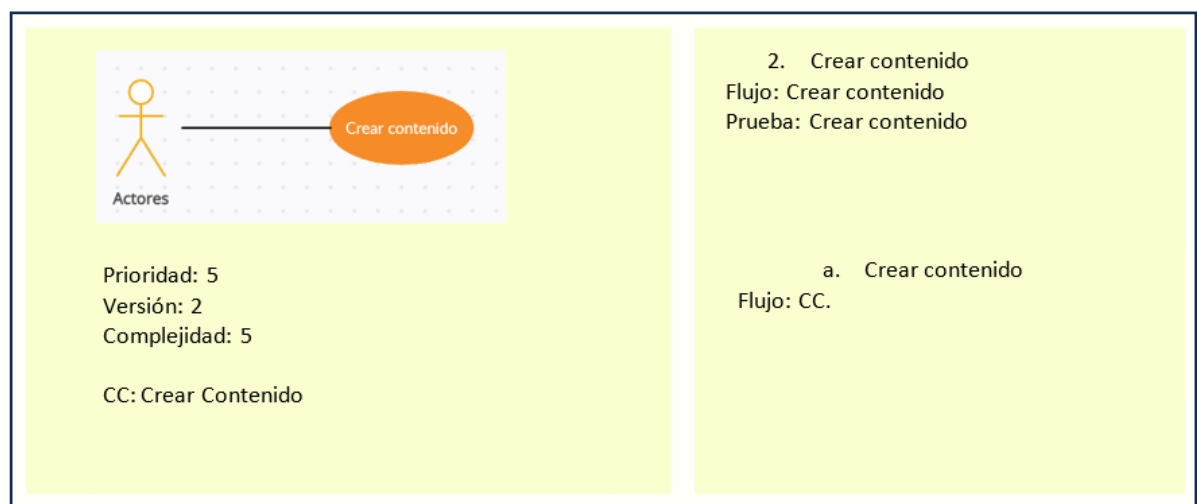 Crear contenido
Actores
Prioridad: 5
Versión: 2
Complejidad: 5
CC: Crear Contenido
2. Crear contenido
Flujo: Crear contenido
Prueba: Crear contenido
a. Crear contenido
Flujo: CC.